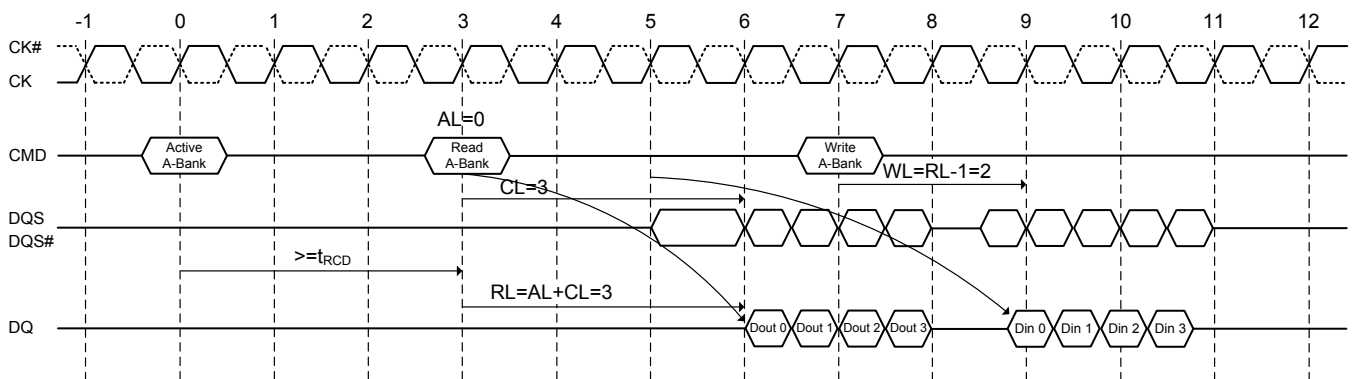 -1 0 1 2 3 4 5 6 7 8 9 10 11 12
CK#
CK
AL=0
CMD
Active
A-Bank
Read
A-Bank
Write
A-Bank
CL=3
WL=RL-1=2
DQS
DQS#
>=tRCD
RL=AL+CL=3
DQ
Dout 0 Dout 1 Dout 2 Dout 3 Din 0 Din 1 Din 2 Din 3